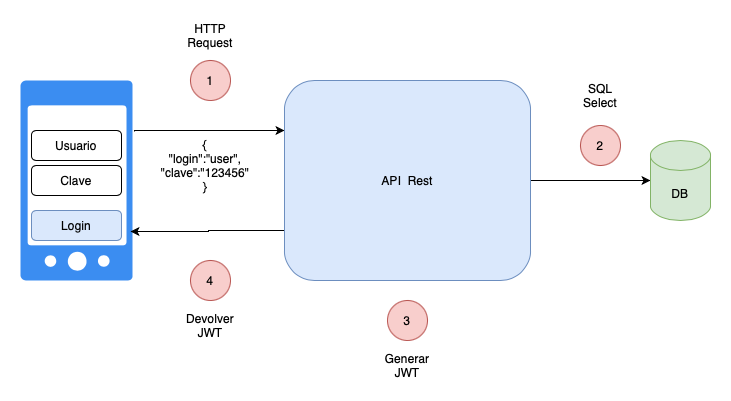 HTTP
Request
1
Usuario
Clave
Login
{
"login":"user",
"clave":"123456"
}
API Rest
SQL
Select
2
DB
4
Devolver
JWT
3
Generar
JWT